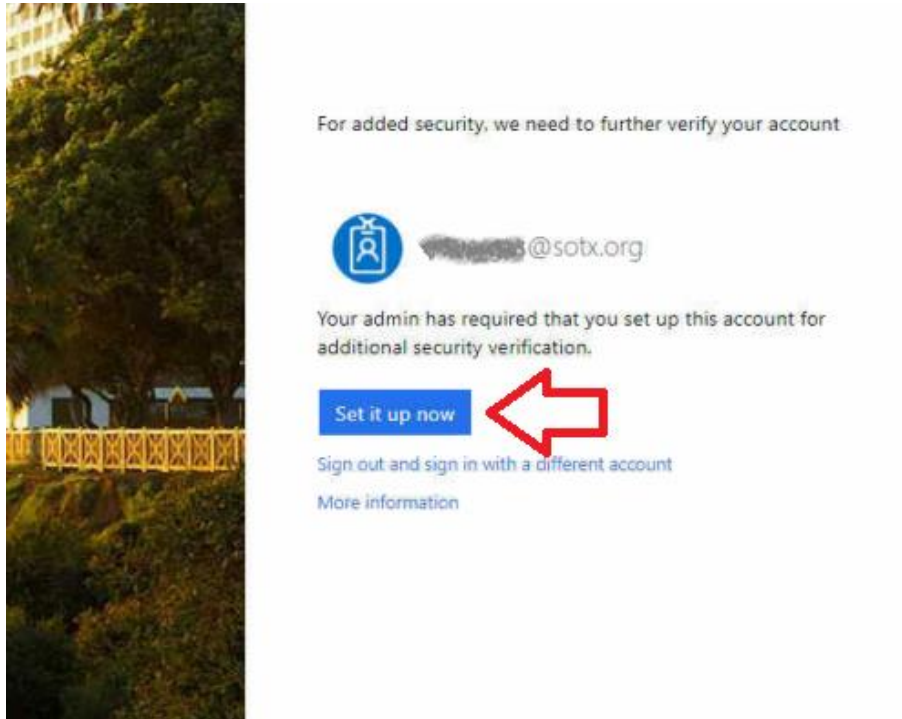 For added security, we need to further verify your account
@sotx.org
Your admin has required that you set up this account for
additional security verification.
Set it up now
Sign out and sign in with a different account
More information